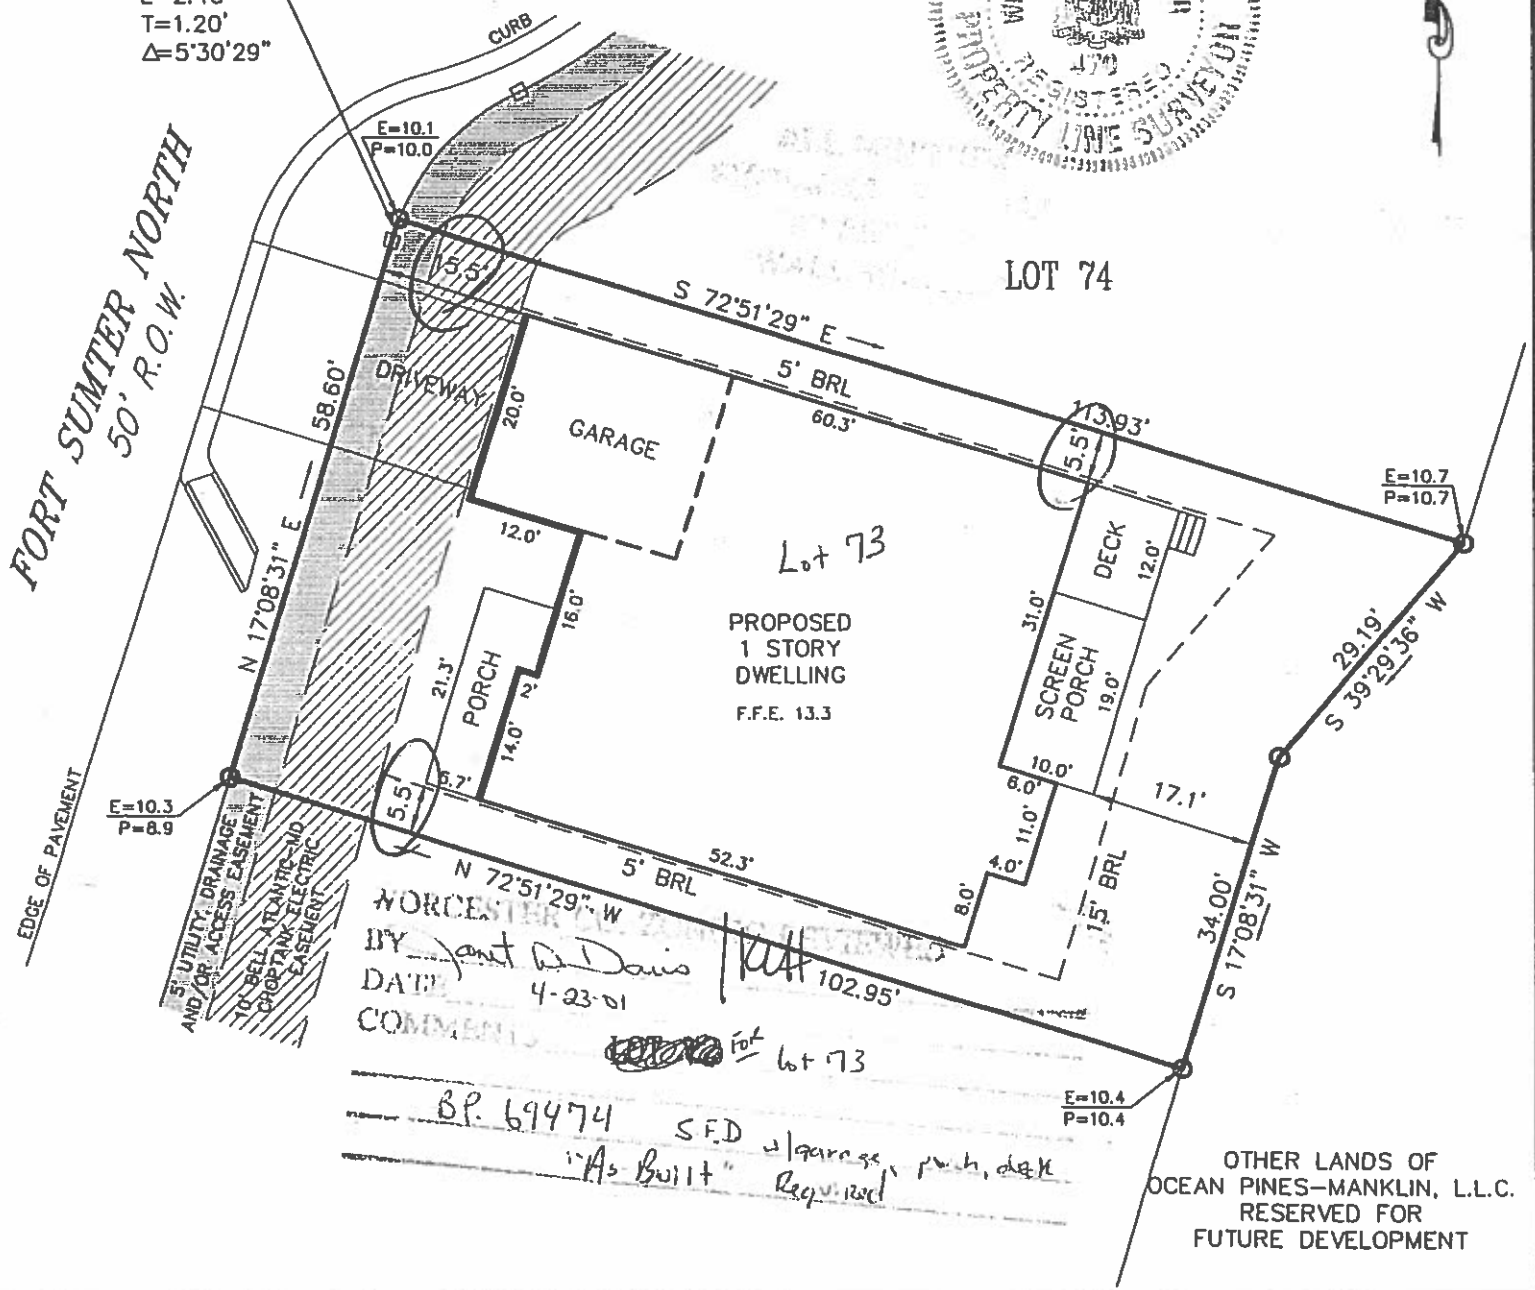 T=1.20'
Δ=5°30'29"
CURB
REGISTERED
PROPERTY LINE SURVEYOR
E=10.1
P=10.0
FORT SUMTER NORTH
50' R.O.W.
LOT 74
15.5'
S 72°51'29" E
DRIVEWAY
58.60'
20.0'
GARAGE
5' BRL
60.3'
113.93'
5.5'
E=10.7
P=10.7
12.0'
Lot 73
DECK
12.0'
N 17°08'31" E
16.0'
31.0'
PROPOSED
1 STORY
DWELLING
F.F.E. 13.3
29.19'
S 39°29'36" W
21.3'
PORCH
2'
14.0'
SCREEN
PORCH
19.0'
10.0'
6.0'
17.1'
6.7'
5.5'
E=10.3
P=8.9
11.0'
4.0'
8.0'
15' BRL
34.00'
S 17°08'31" W
EDGE OF PAVEMENT
52.3'
5' BRL
N 72°51'29" W
102.95'
5' UTILITY, DRAINAGE
AND/OR ACCESS EASEMENT
10' BELL ATLANTIC-MD
CHOPTANK ELECTRIC
EASEMENT
WORCESTER CO.
BY Janet D Davis
DATE 4-23-01
COMMENTS
For Lot 73
B.P. 69474 SFD w/garage, porch, deck
"As Built" Required
E=10.4
P=10.4
OTHER LANDS OF
OCEAN PINES-MANKLIN, L.L.C.
RESERVED FOR
FUTURE DEVELOPMENT